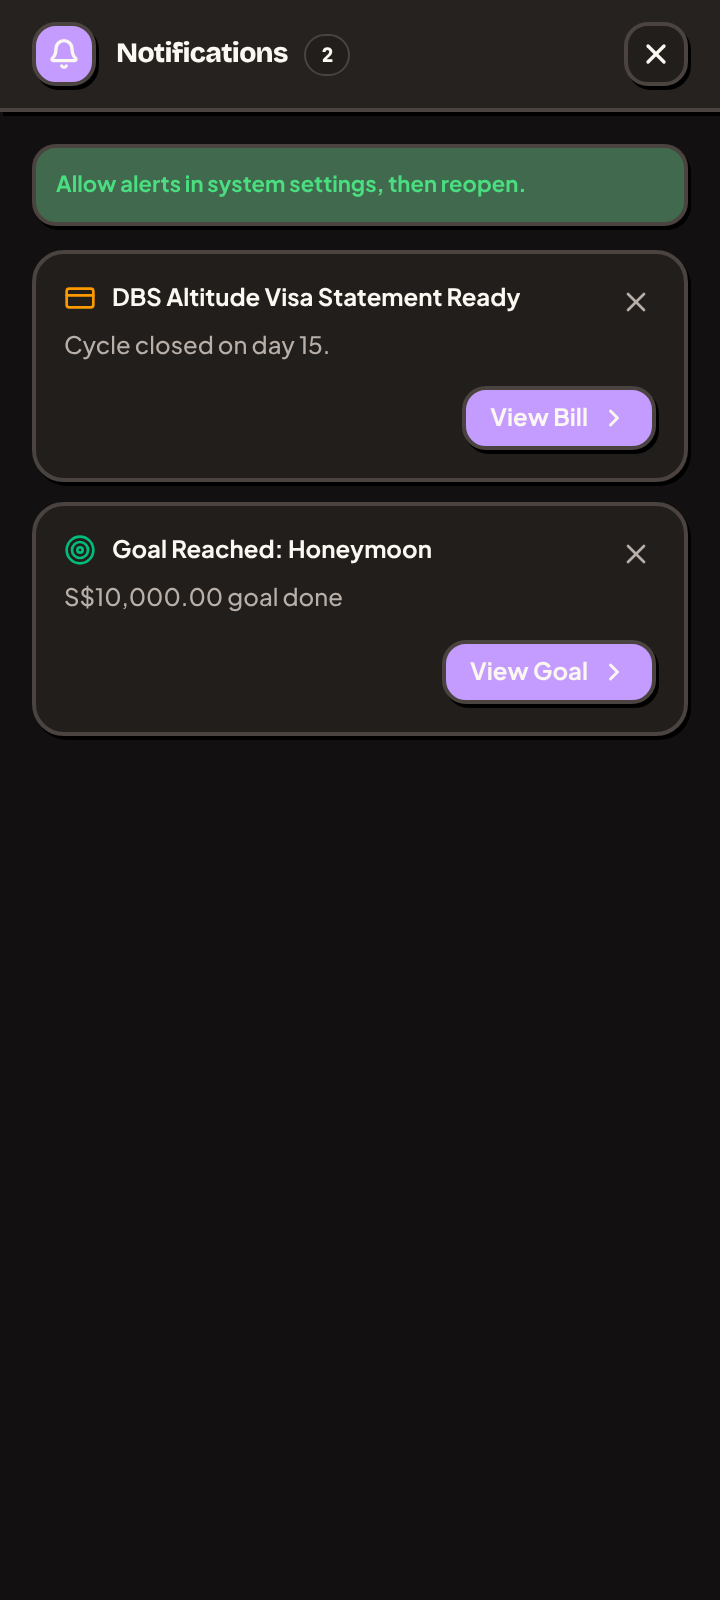 Notifications 2
Allow alerts in system settings, then reopen.
DBS Altitude Visa Statement Ready
Cycle closed on day 15.
View Bill
Goal Reached: Honeymoon
S$10,000.00 goal done
View Goal